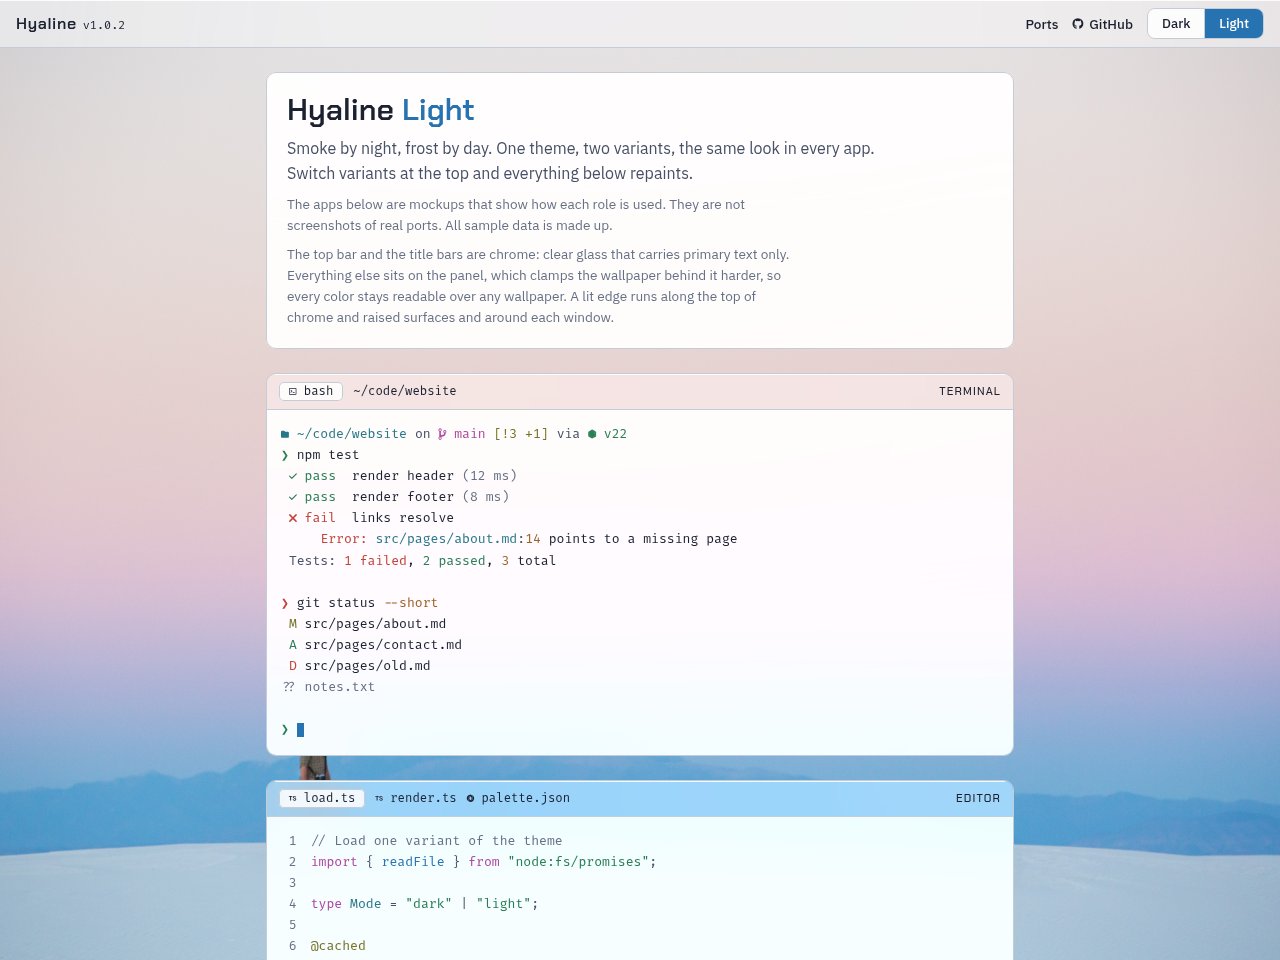 Hyaline v1.0.2
Ports GitHub Dark Light
Hyaline Light
Smoke by night, frost by day. One theme, two variants, the same look in every app.
Switch variants at the top and everything below repaints.
The apps below are mockups that show how each role is used. They are not
screenshots of real ports. All sample data is made up.
The top bar and the title bars are chrome: clear glass that carries primary text only.
Everything else sits on the panel, which clamps the wallpaper behind it harder, so
every color stays readable over any wallpaper. A lit edge runs along the top of
chrome and raised surfaces and around each window.
bash ~/code/website TERMINAL
~/code/website on main [!3 +1] via v22
❯ npm test
✓ pass render header (12 ms)
✓ pass render footer (8 ms)
✗ fail links resolve
Error: src/pages/about.md:14 points to a missing page
Tests: 1 failed, 2 passed, 3 total
❯ git status --short
M src/pages/about.md
A src/pages/contact.md
D src/pages/old.md
?? notes.txt
❯
TS load.ts TS render.ts palette.json EDITOR
1 // Load one variant of the theme
2 import { readFile } from "node:fs/promises";
3
4 type Mode = "dark" | "light";
5
6 @cached